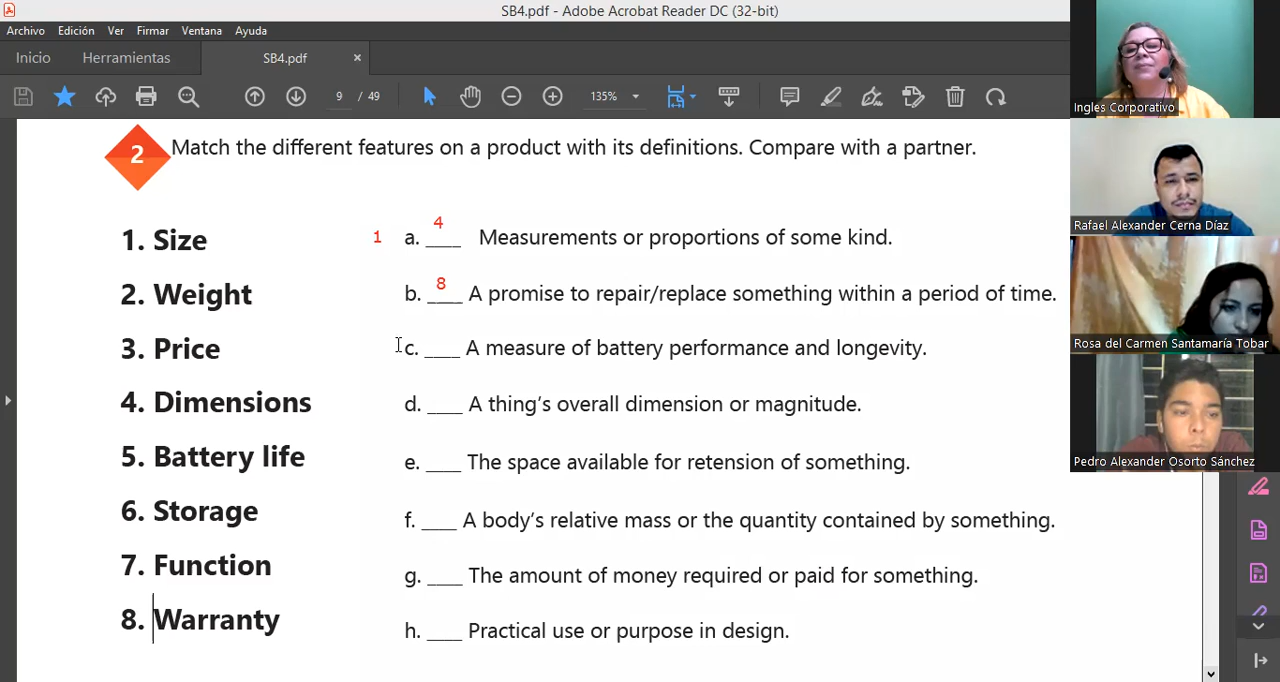 SB4.pdf - Adobe Acrobat Reader DC (32-bit)
Archivo Edición Ver Firmar Ventana Ayuda
Inicio Herramientas SB4.pdf ×
9 / 49 135%
2 Match the different features on a product with its definitions. Compare with a partner.
1. Size
2. Weight
3. Price
4. Dimensions
5. Battery life
6. Storage
7. Function
8. Warranty
1 a. 4 Measurements or proportions of some kind.
b. 8 A promise to repair/replace something within a period of time.
c. ____ A measure of battery performance and longevity.
d. ____ A thing's overall dimension or magnitude.
e. ____ The space available for retension of something.
f. ____ A body's relative mass or the quantity contained by something.
g. ____ The amount of money required or paid for something.
h. ____ Practical use or purpose in design.
Ingles Corporativo
Rafael Alexander Cerna Díaz
Rosa del Carmen Santamaría Tobar
Pedro Alexander Osorto Sánchez